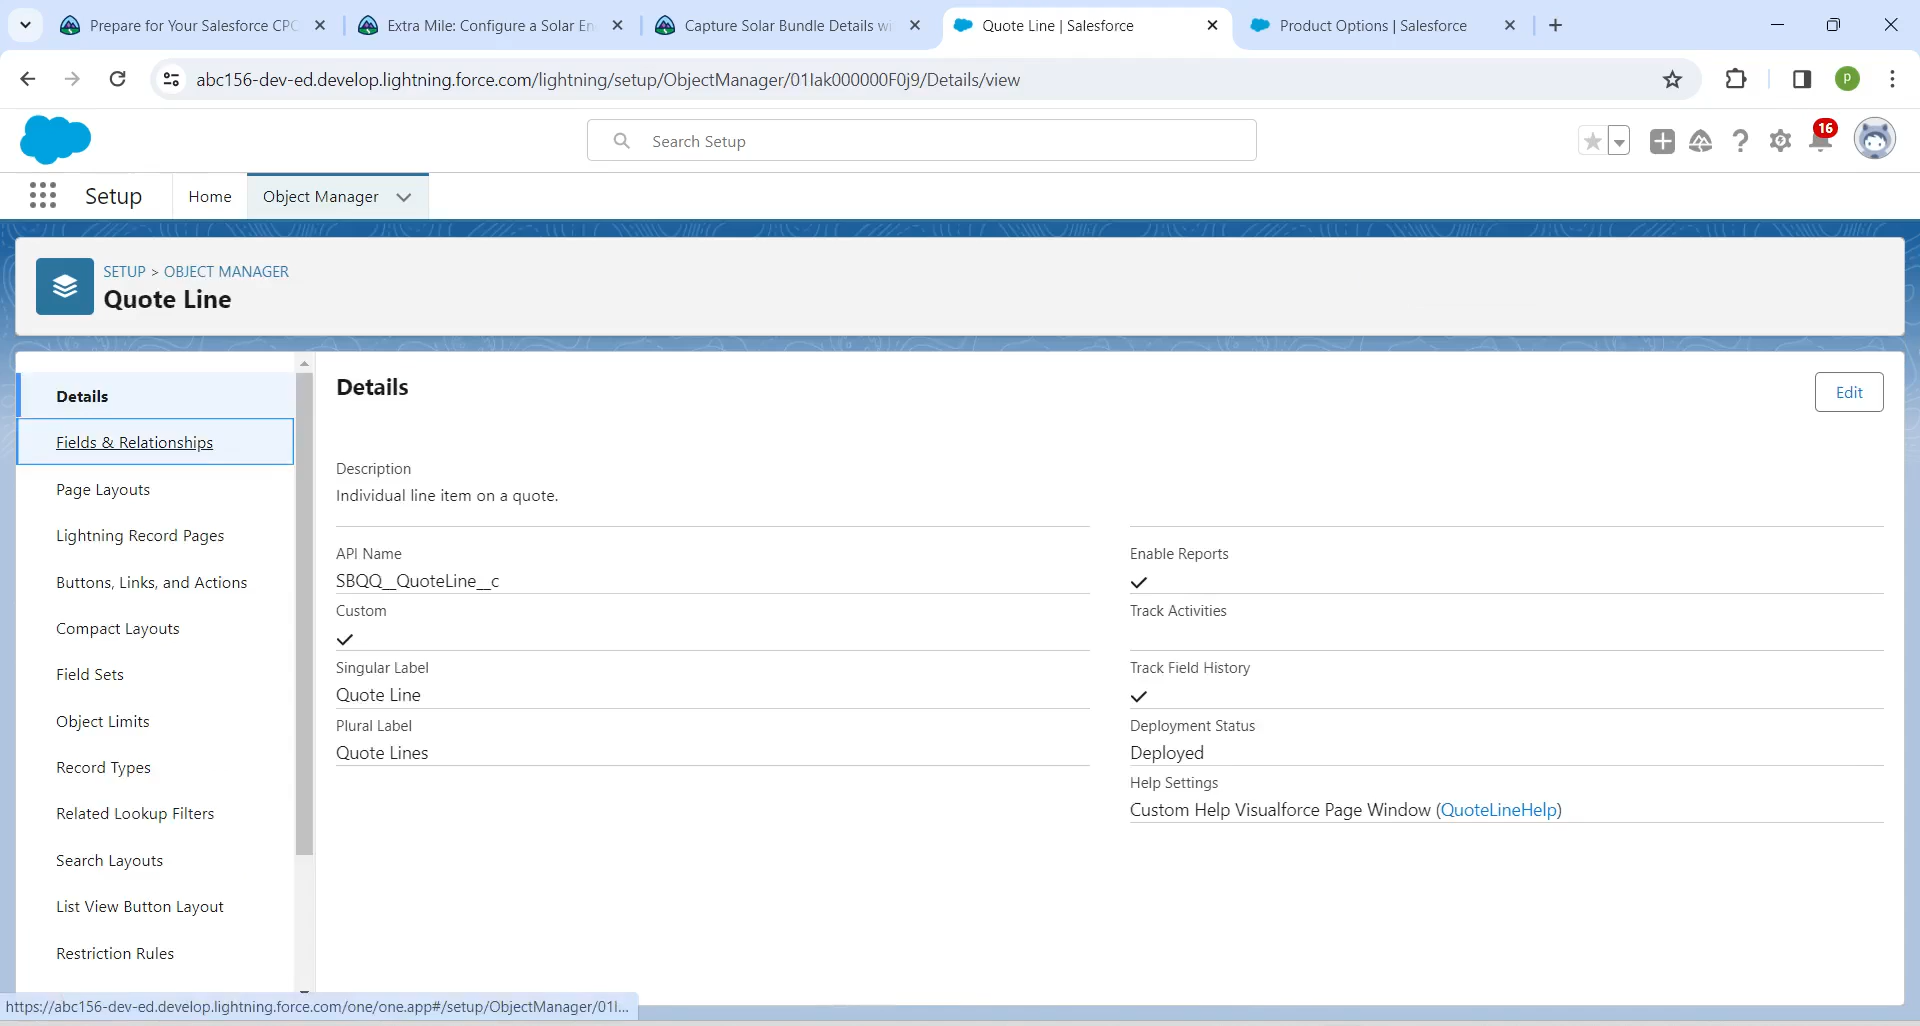 Prepare for Your Salesforce CPC
Extra Mile: Configure a Solar En
Capture Solar Bundle Details wi
Quote Line | Salesforce
Product Options | Salesforce
abc156-dev-ed.develop.lightning.force.com/lightning/setup/ObjectManager/01Iak000000F0j9/Details/view
P
Search Setup
16
Setup
Home
Object Manager
SETUP > OBJECT MANAGER
Quote Line
Details
Fields & Relationships
Page Layouts
Lightning Record Pages
Buttons, Links, and Actions
Compact Layouts
Field Sets
Object Limits
Record Types
Related Lookup Filters
Search Layouts
List View Button Layout
Restriction Rules
Details
Edit
Description
Individual line item on a quote.
API Name
SBQQ__QuoteLine__c
Custom
Singular Label
Quote Line
Plural Label
Quote Lines
Enable Reports
Track Activities
Track Field History
Deployment Status
Deployed
Help Settings
Custom Help Visualforce Page Window (QuoteLineHelp)
https://abc156-dev-ed.develop.lightning.force.com/one/one.app#/setup/ObjectManager/01I...